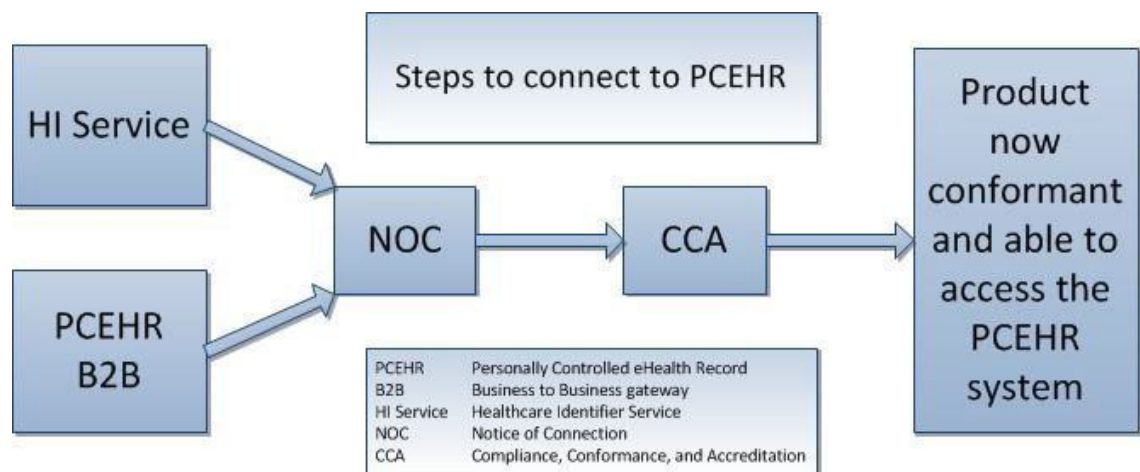 Steps to connect to PCEHR
HI Service
PCEHR
B2B
NOC
CCA
Product
now
conformant
and able to
access the
PCEHR
system
PCEHR Personally Controlled eHealth Record
B2B Business to Business gateway
HI Service Healthcare Identifier Service
NOC Notice of Connection
CCA Compliance, Conformance, and Accreditation